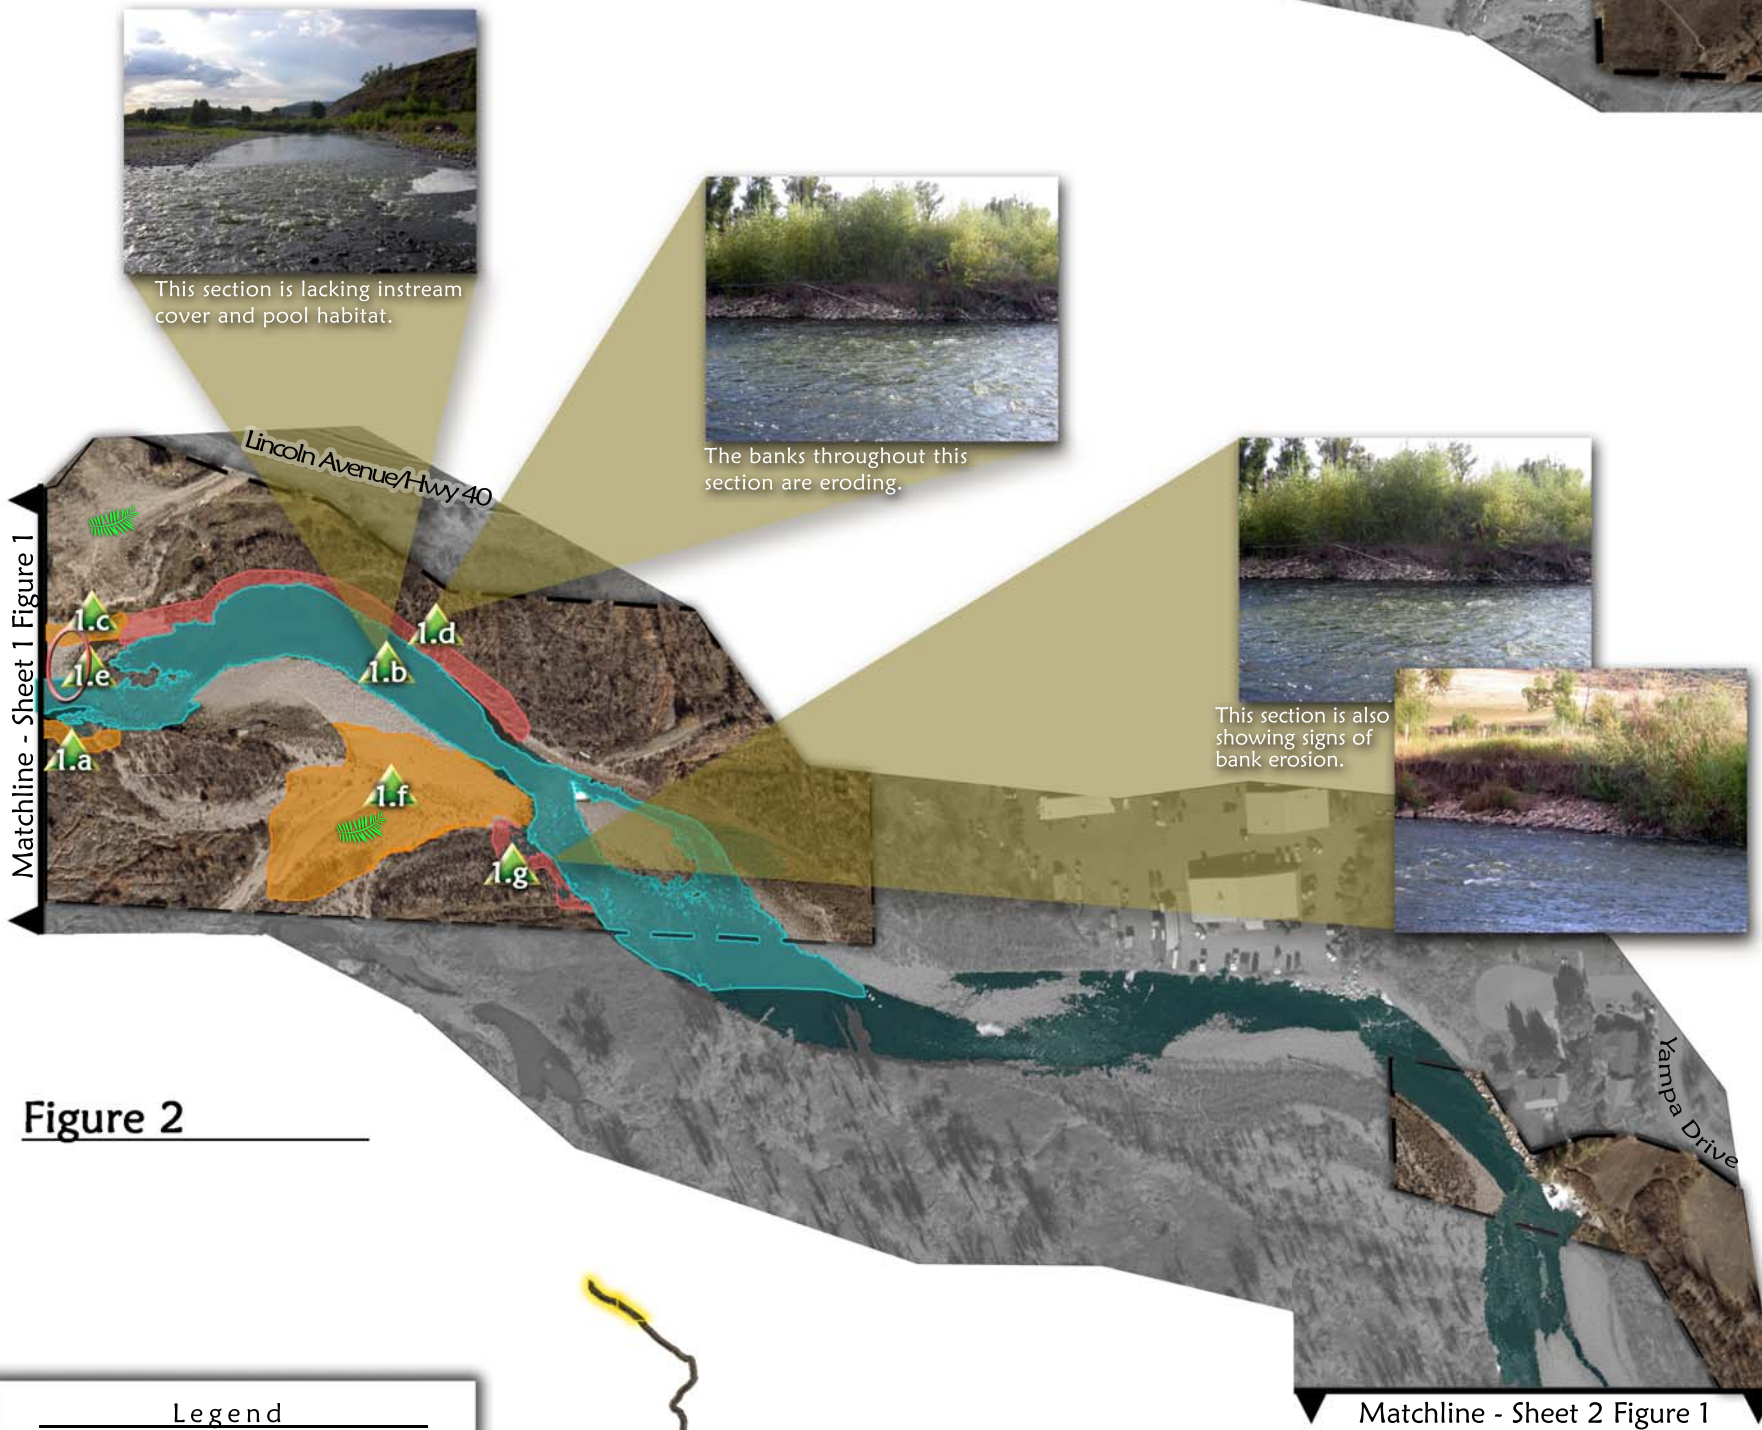 This section is lacking instream
cover and pool habitat.
The banks throughout this
section are eroding.
Lincoln Avenue/Hwy 40
This section is also
showing signs of
bank erosion.
Matchline - Sheet 1 Figure 1
1.c
1.d
1.e
1.b
1.a
1.f
1.g
Yampa Drive
Figure 2
Legend
Matchline - Sheet 2 Figure 1